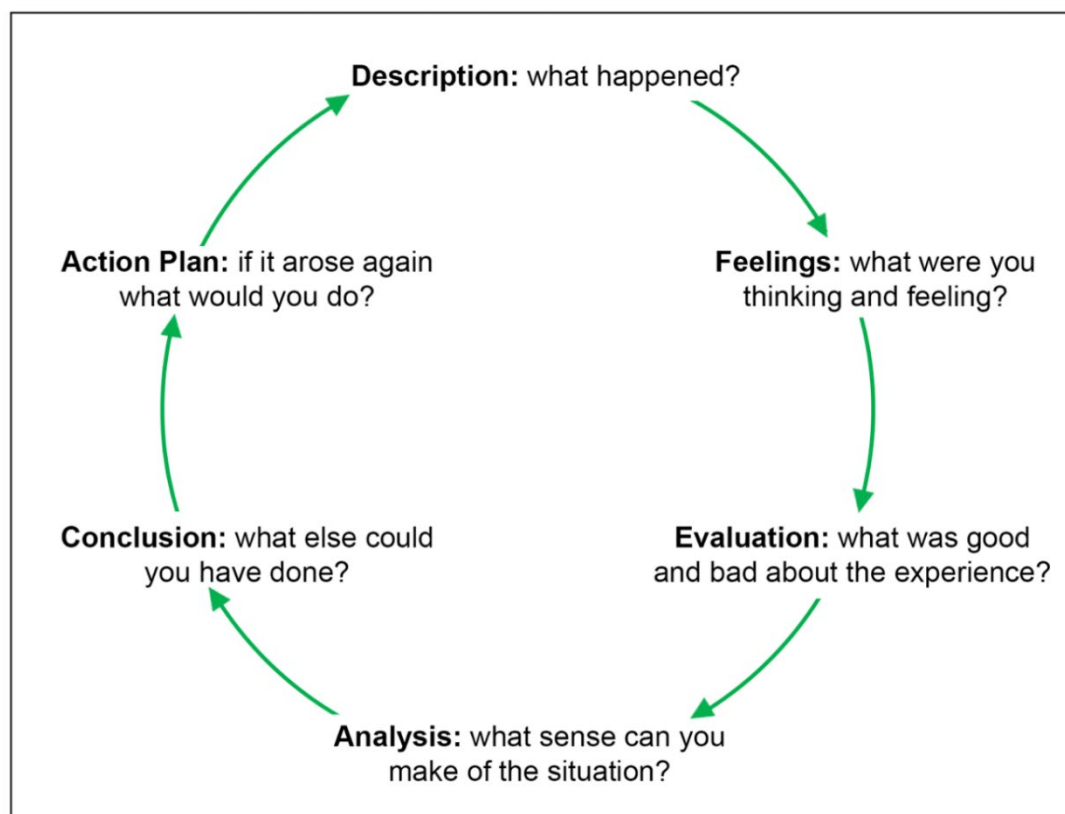 Description: what happened?
Feelings: what were you
thinking and feeling?
Evaluation: what was good
and bad about the experience?
Analysis: what sense can you
make of the situation?
Conclusion: what else could
you have done?
Action Plan: if it arose again
what would you do?